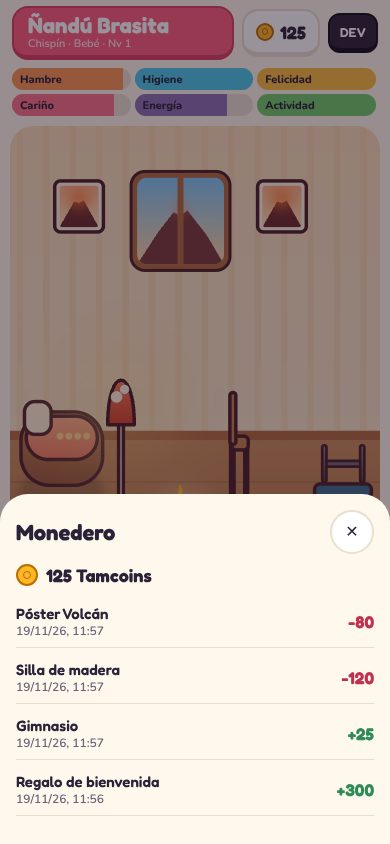 Ñandú Brasita
Chispín · Bebé · Nv 1
125
DEV
Hambre
Higiene
Felicidad
Cariño
Energía
Actividad
Monedero
×
125 Tamcoins
Póster Volcán
19/11/26, 11:57
-80
Silla de madera
19/11/26, 11:57
-120
Gimnasio
19/11/26, 11:57
+25
Regalo de bienvenida
19/11/26, 11:56
+300